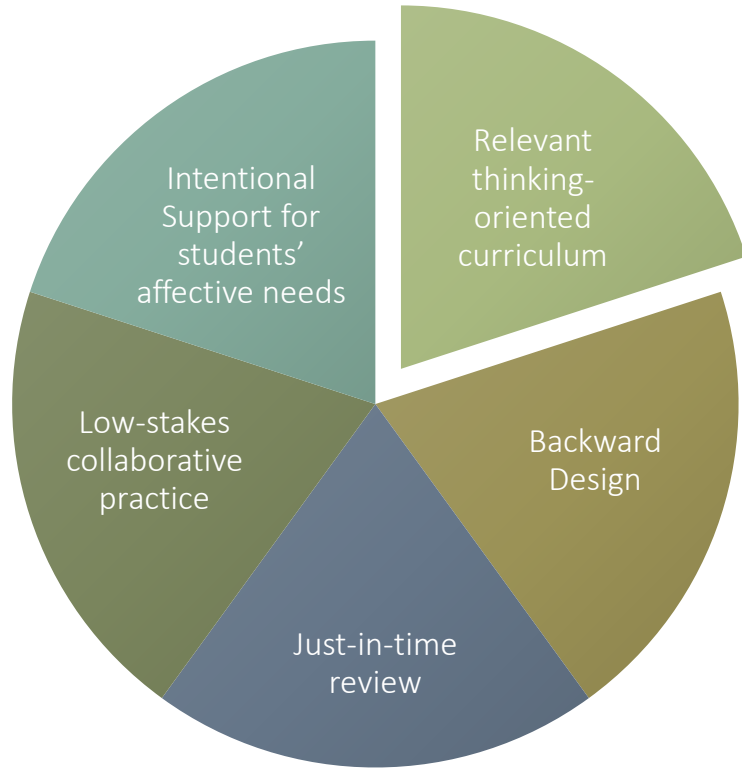 Relevant
thinking-
oriented
curriculum
Backward
Design
Just-in-time
review
Low-stakes
collaborative
practice
Intentional
Support for
students’
affective needs